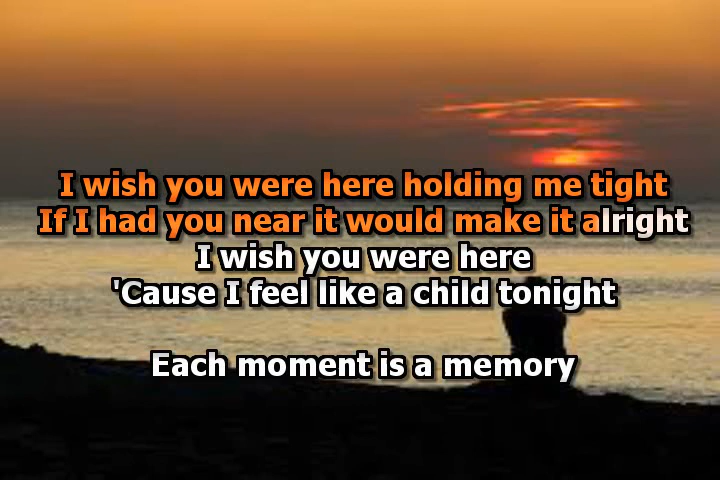 I wish you were here holding me tight
If I had you near it would make it alright
I wish you were here
'Cause I feel like a child tonight
Each moment is a memory